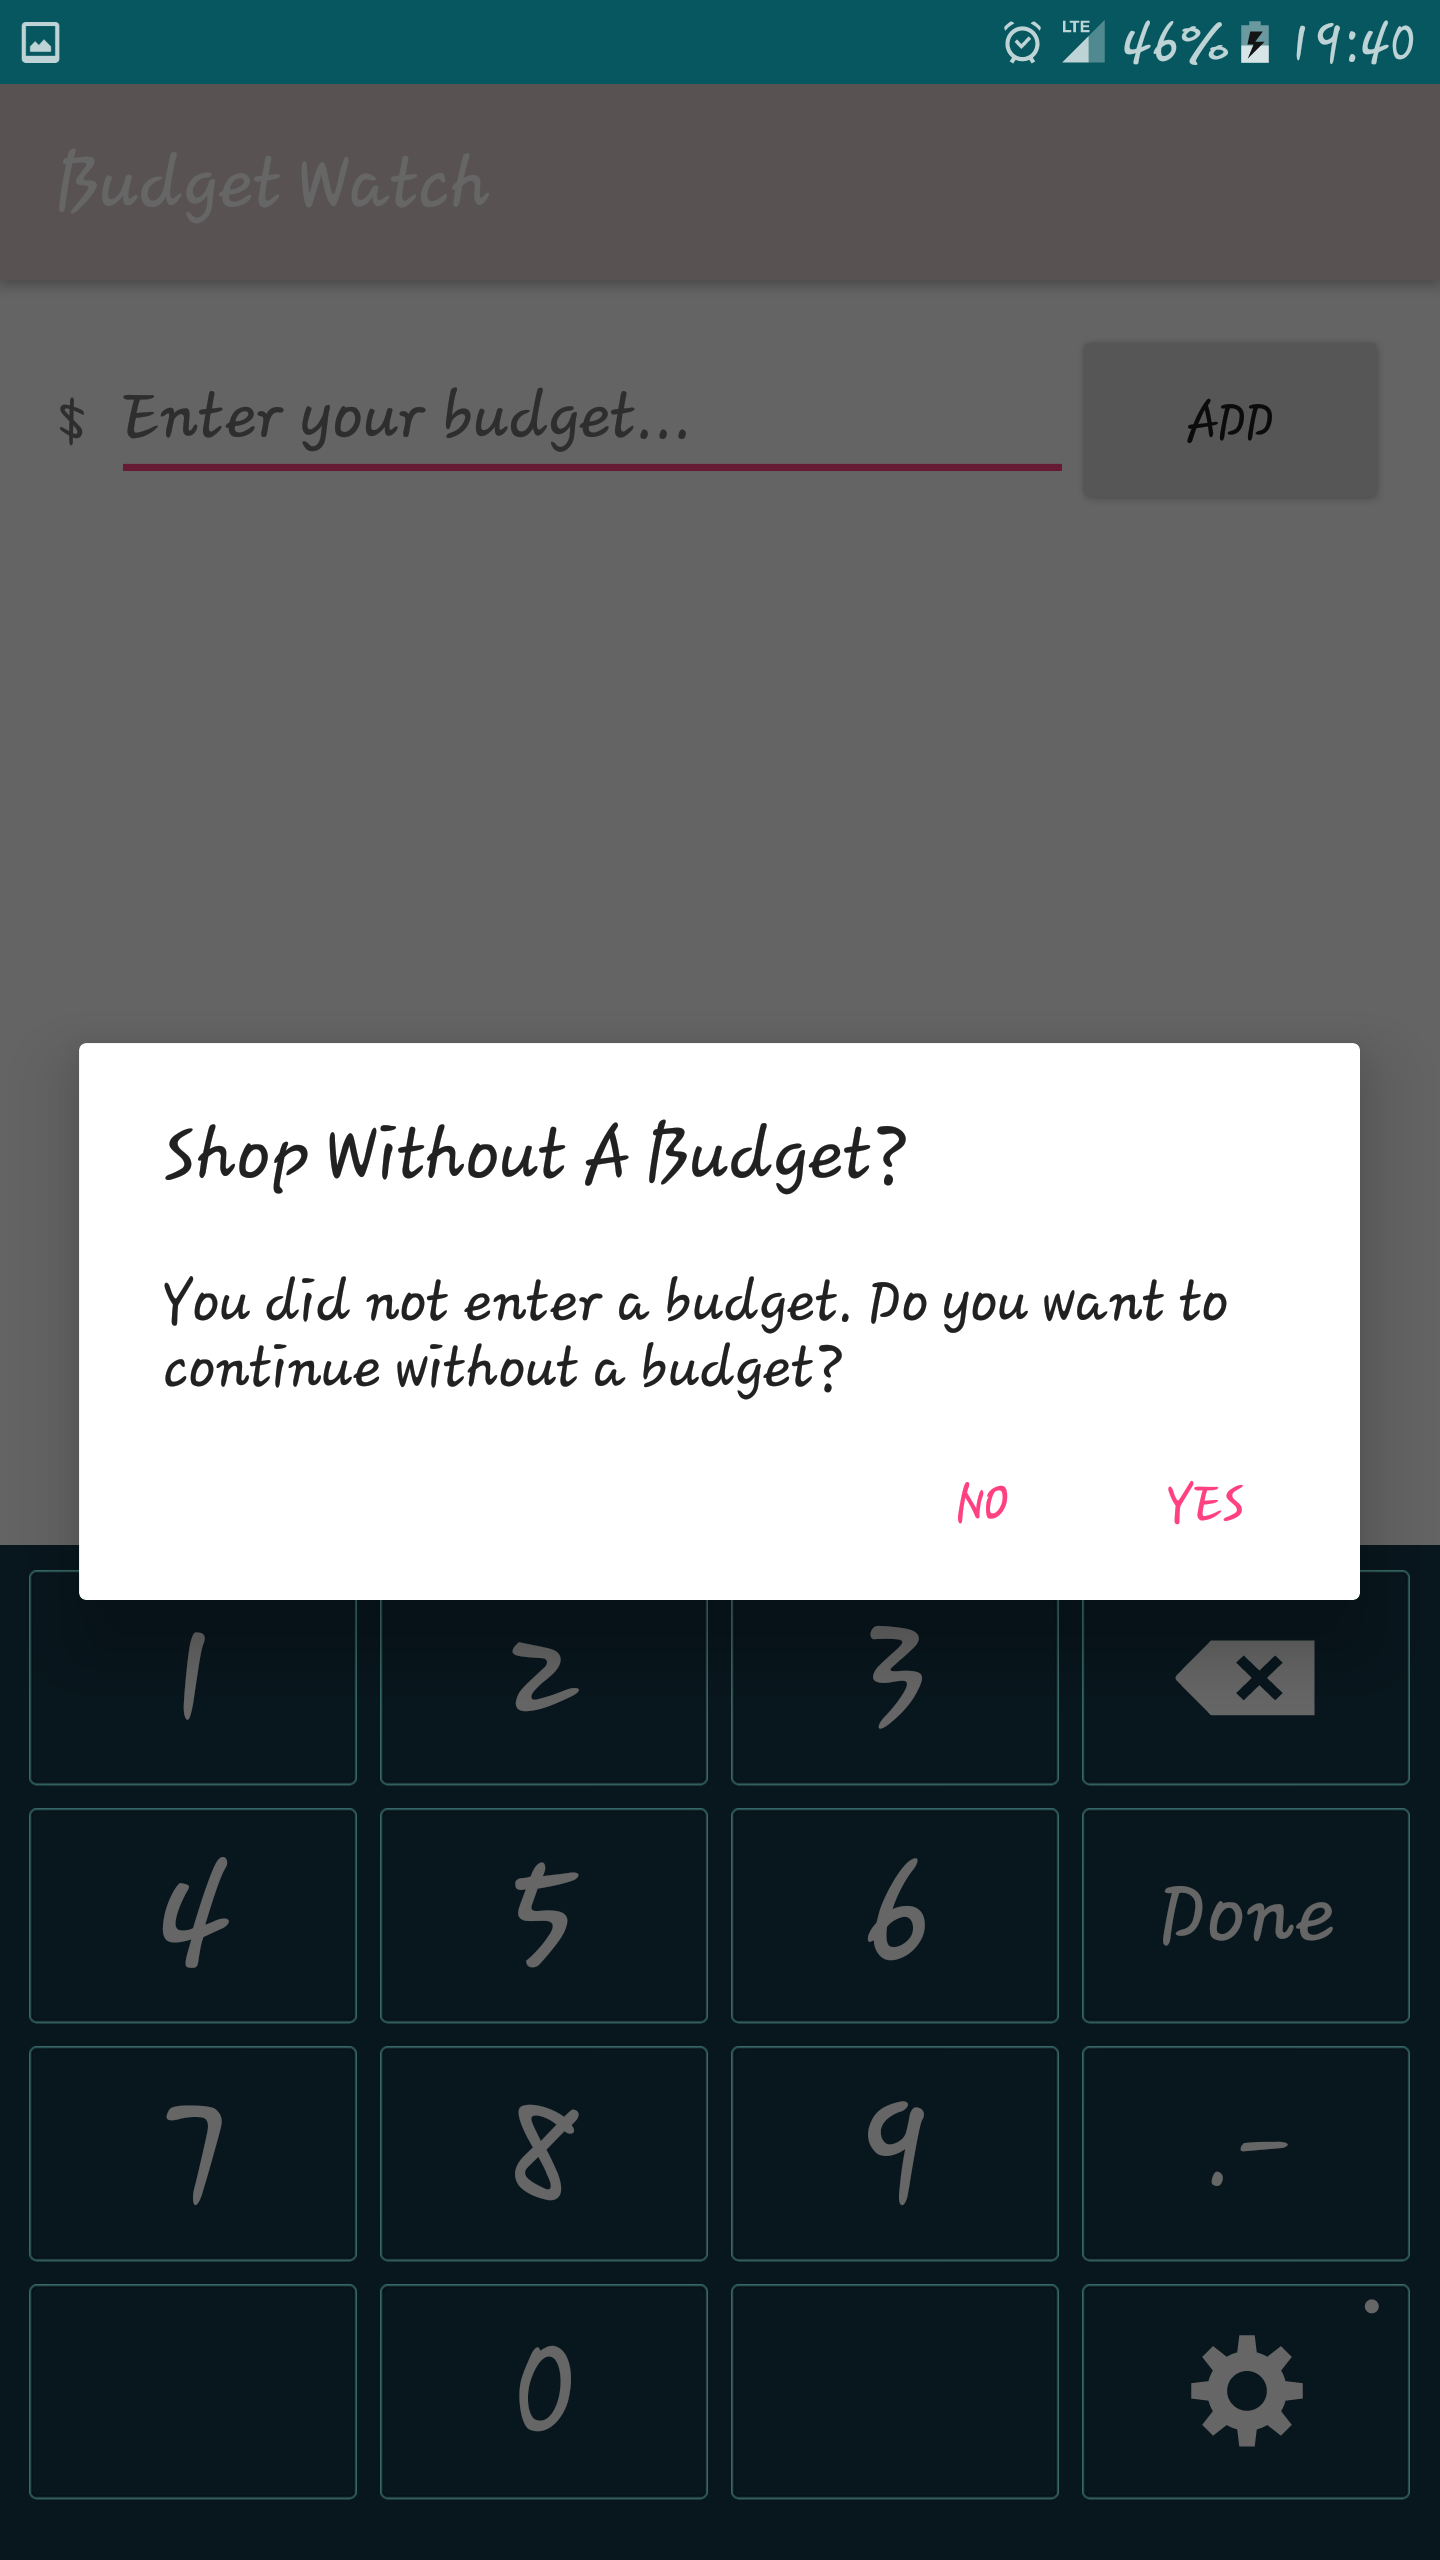 LTE 46% 19:40
Budget Watch
$ Enter your budget... ADD
Shop Without A Budget?
You did not enter a budget. Do you want to
continue without a budget?
NO YES
1 2 3
4 5 6 Done
7 8 9 .-
0